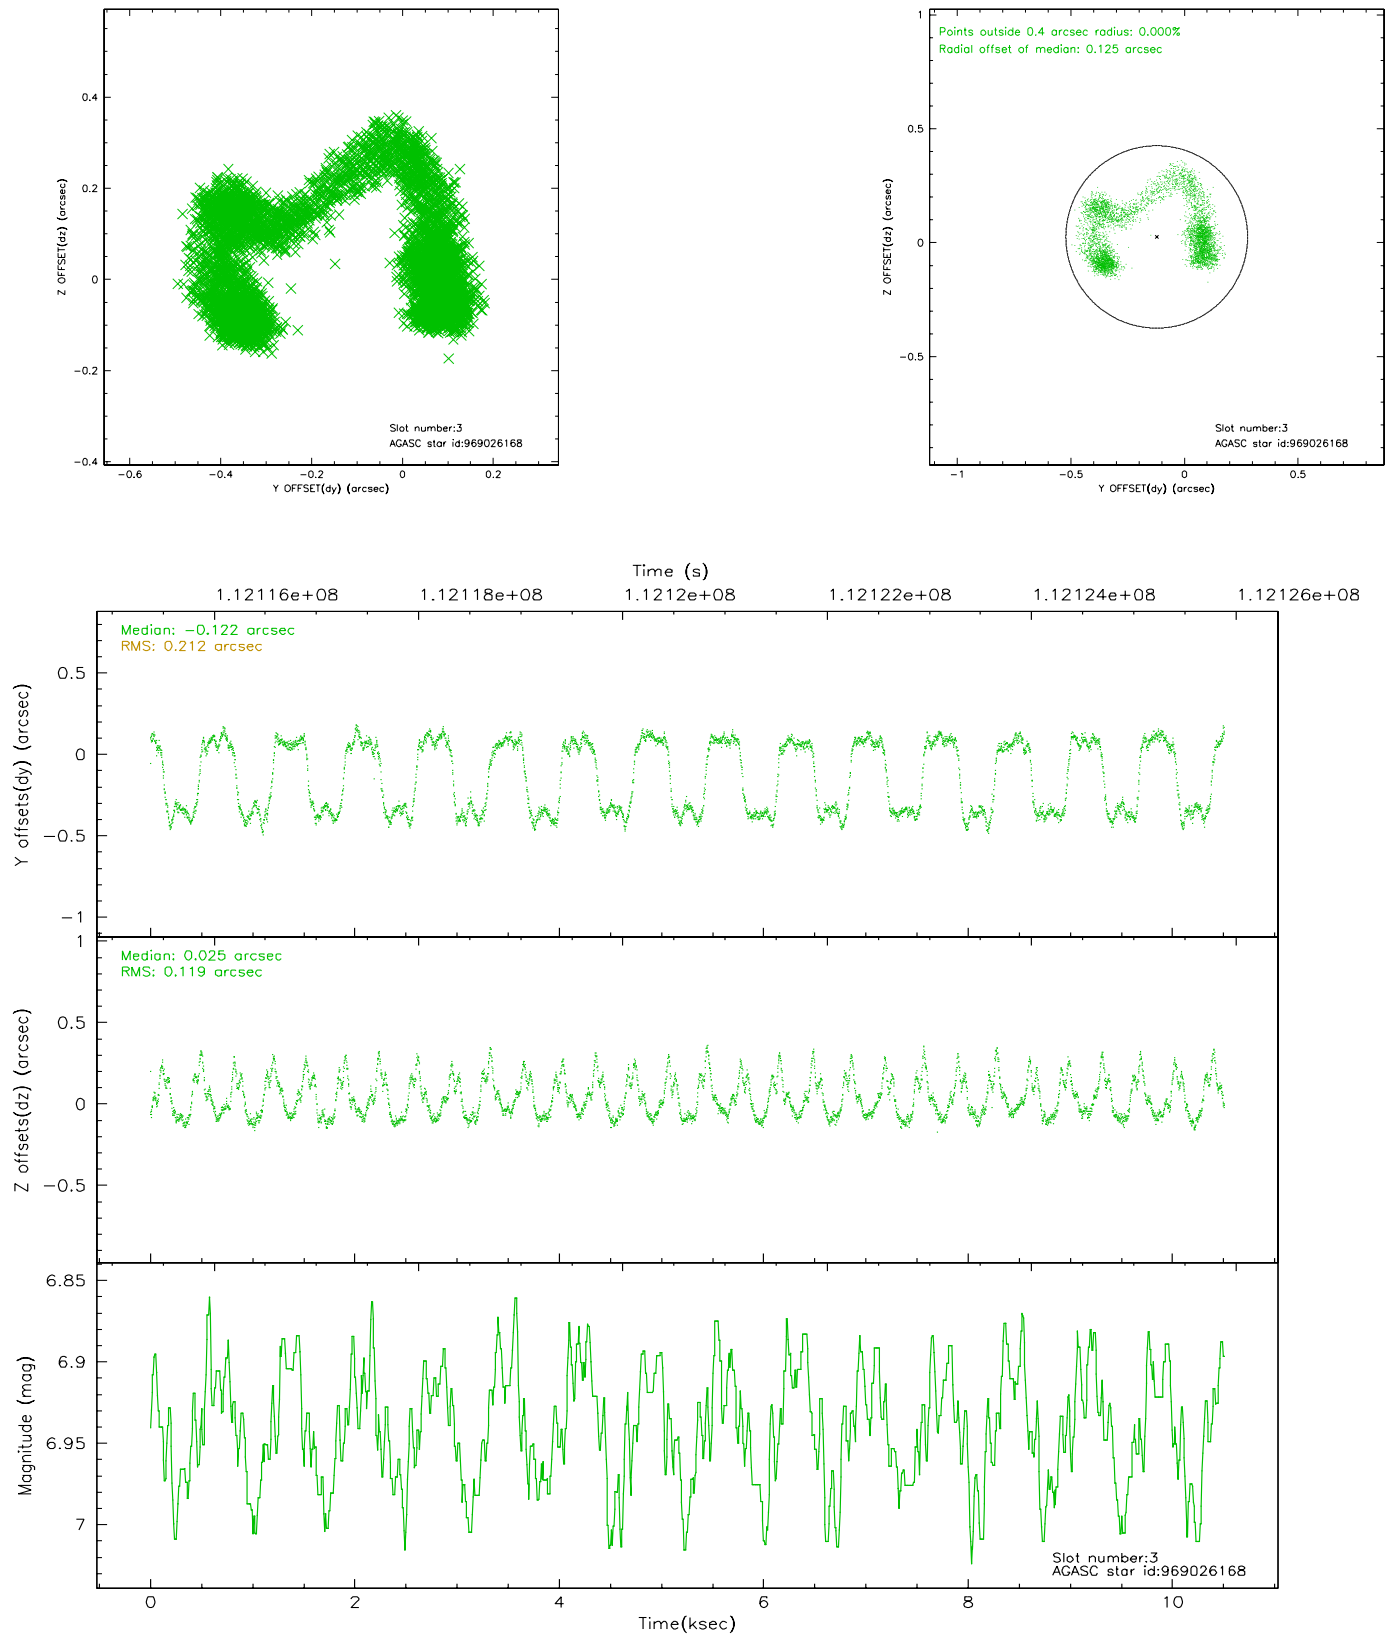 0.4
0.2
0
−0.2
−0.4
Z OFFSET(dz) (arcsec)
−0.6
−0.4
−0.2
0
0.2
Y OFFSET(dy) (arcsec)
Slot number:3
AGASC star id:969026168
Points outside 0.4 arcsec radius: 0.000%
Radial offset of median: 0.125 arcsec
1
0.5
0
−0.5
Z OFFSET(dz) (arcsec)
−1
−0.5
0
0.5
Y OFFSET(dy) (arcsec)
Slot number:3
AGASC star id:969026168
Time (s)
1.12116e+08
1.12118e+08
1.1212e+08
1.12122e+08
1.12124e+08
1.12126e+08
Median: −0.122 arcsec
RMS: 0.212 arcsec
0.5
0
−0.5
−1
Y offsets(dy) (arcsec)
Median: 0.025 arcsec
RMS: 0.119 arcsec
1
0.5
0
−0.5
Z offsets(dz) (arcsec)
6.85
6.9
6.95
7
Magnitude (mag)
Slot number:3
AGASC star id:969026168
0
2
4
6
8
10
Time(ksec)